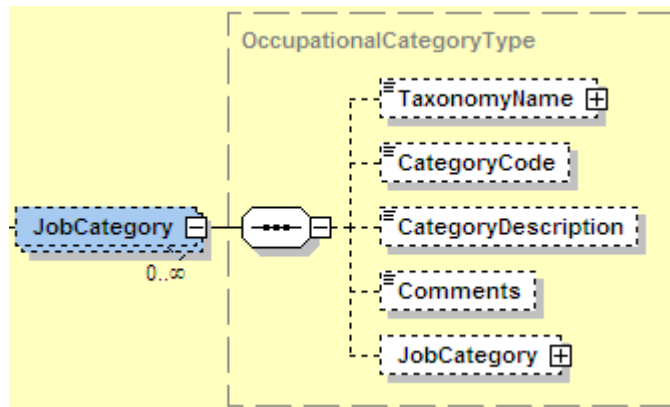 OccupationalCategoryType
TaxonomyName
CategoryCode
JobCategory
CategoryDescription
0..∞
Comments
JobCategory